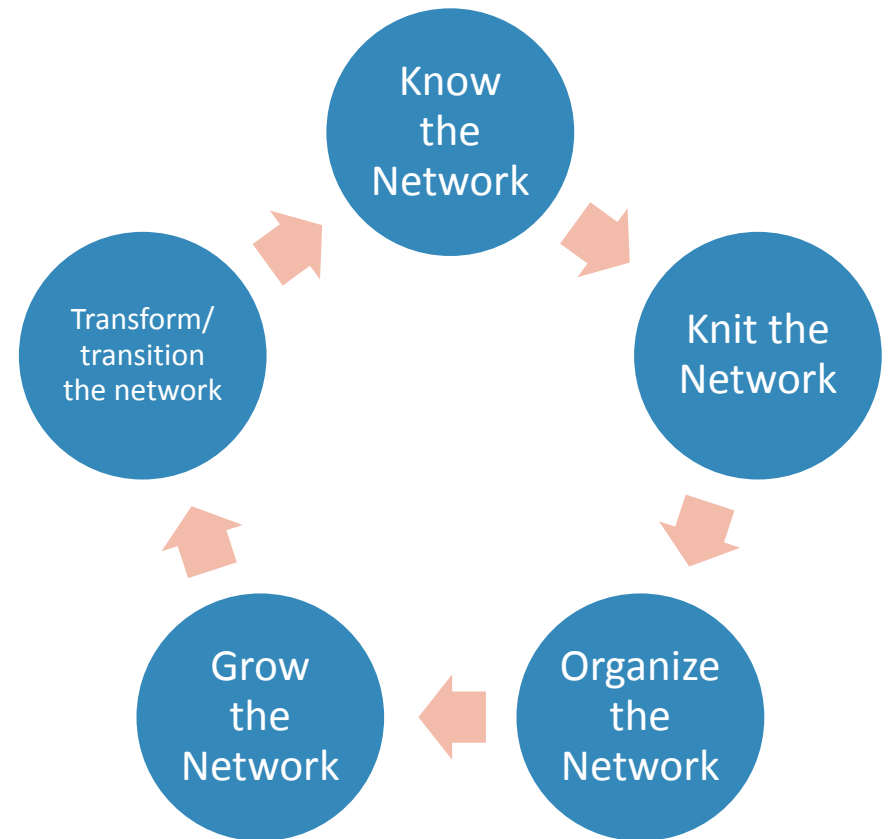 Know
the
Network
Knit the
Network
Organize
the
Network
Grow
the
Network
Transform/
transition
the network